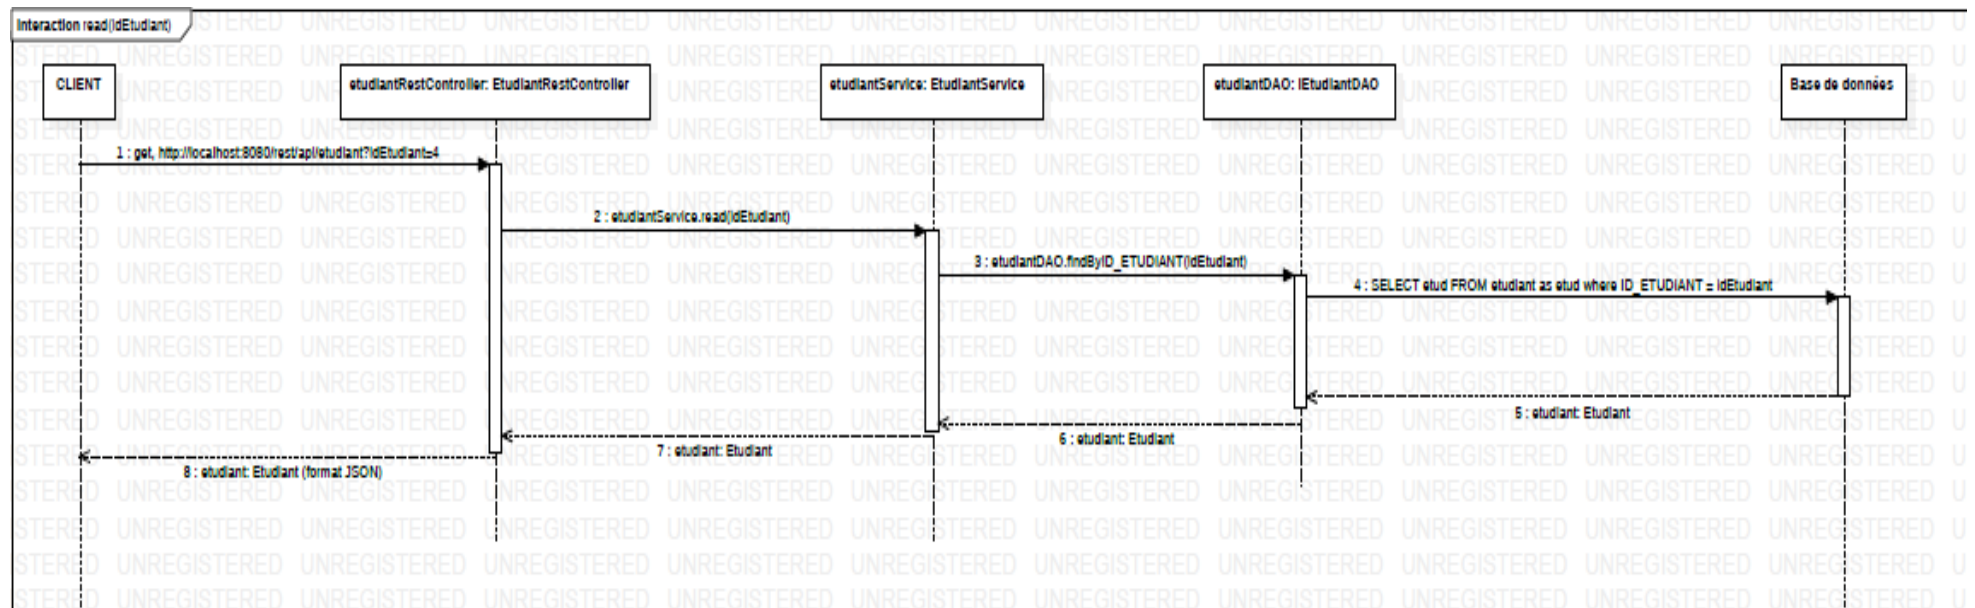 Interaction read(idEtudiant)
CLIENT
etudiantRestController: EtudiantRestController
etudiantService: EtudiantService
etudiantDAO: IEtudiantDAO
Base de données
1 : get, http://localhost:8080/rest/api/etudiant?idEtudiant=4
2 : etudiantService.read(idEtudiant)
3 : etudiantDAO.findByID_ETUDIANT(idEtudiant)
4 : SELECT etud FROM etudiant as etud where ID_ETUDIANT = idEtudiant
5 : etudiant: Etudiant
6 : etudiant: Etudiant
7 : etudiant: Etudiant
8 : etudiant: Etudiant (format JSON)
UNREGISTERED